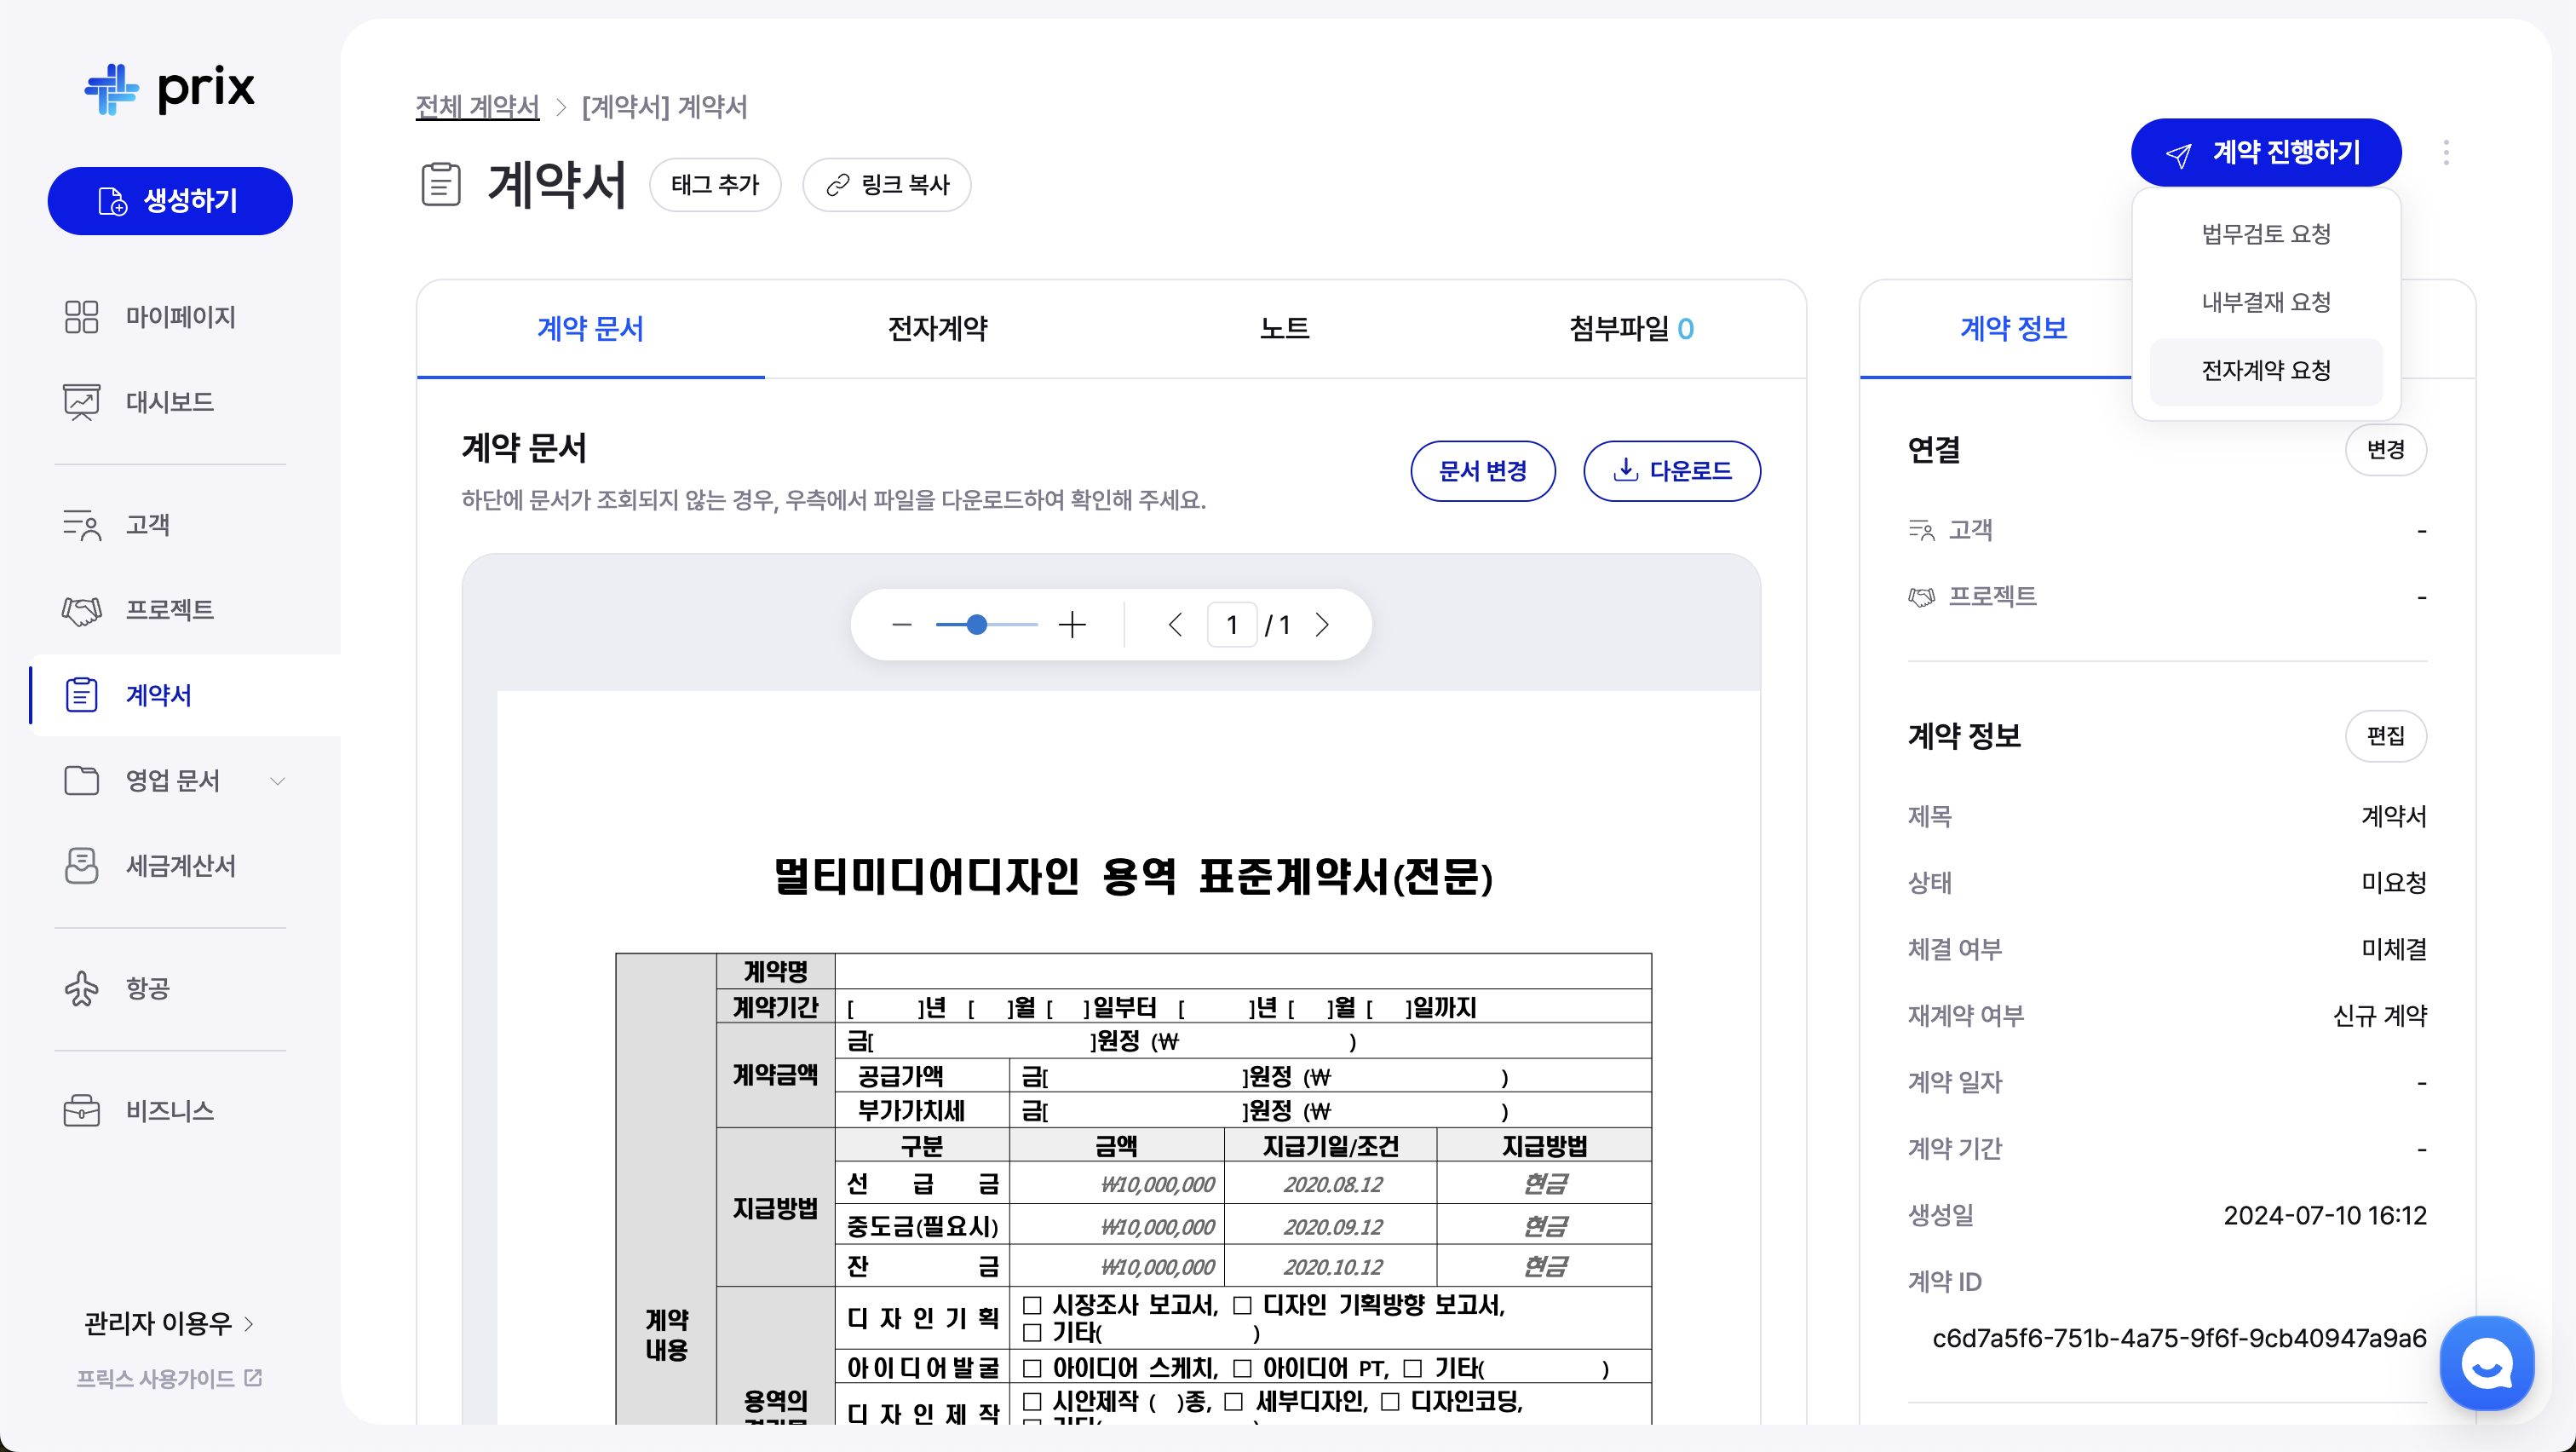 prix
생성하기
마이페이지
대시보드
고객
프로젝트
계약서
영업 문서
세금계산서
항공
비즈니스
관리자 이용우
프릭스 사용가이드
전체 계약서 > [계약서] 계약서
계약서 태그 추가 링크 복사
계약 진행하기
법무검토 요청
내부결재 요청
전자계약 요청
계약 문서 전자계약 노트 첨부파일 0
계약 문서
하단에 문서가 조회되지 않는 경우, 우측에서 파일을 다운로드하여 확인해 주세요.
문서 변경 다운로드
1 / 1
멀티미디어디자인 용역 표준계약서(전문)
계약 내용
계약명
계약기간 [ ]년 [ ]월 [ ]일부터 [ ]년 [ ]월 [ ]일까지
계약금액 금[ ]원정 (₩ )
공급가액 금[ ]원정 (₩ )
부가가치세 금[ ]원정 (₩ )
지급방법
구분 금액 지급기일/조건 지급방법
선 급 금 ₩10,000,000 2020.08.12 현금
중도금(필요시) ₩10,000,000 2020.09.12 현금
잔 금 ₩10,000,000 2020.10.12 현금
용역의
디 자 인 기 획 □ 시장조사 보고서, □ 디자인 기획방향 보고서,
□ 기타( )
아이디어발굴 □ 아이디어 스케치, □ 아이디어 PT, □ 기타( )
디 자 인 제 작 □ 시안제작 ( )종, □ 세부디자인, □ 디자인코딩,
계약 정보
연결 변경
고객 -
프로젝트 -
계약 정보 편집
제목 계약서
상태 미요청
체결 여부 미체결
재계약 여부 신규 계약
계약 일자 -
계약 기간 -
생성일 2024-07-10 16:12
계약 ID
c6d7a5f6-751b-4a75-9f6f-9cb40947a9a6